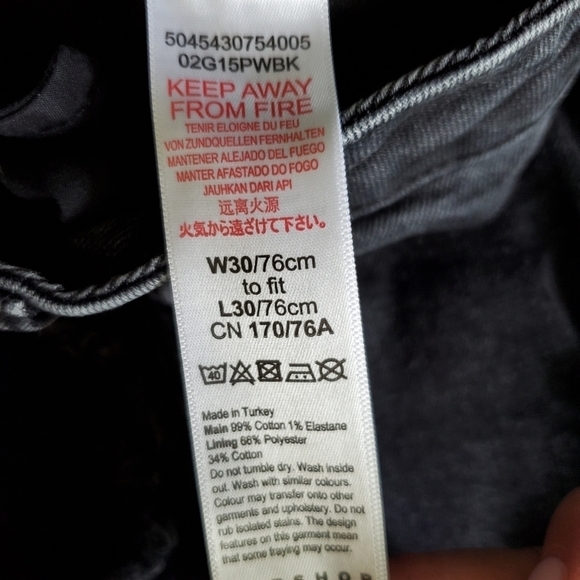 5045430754005
02G15PWBK
KEEP AWAY
FROM FIRE
TENIR ELOIGNE DU FEU
VON ZUNDQUELLEN FERNHALTEN
MANTENER ALEJADO DEL FUEGO
MANTER AFASTADO DO FOGO
JAUHKAN DARI API
远离火源
火気から遠ざけて下さい。
W30/76cm
to fit
L30/76cm
CN 170/76A
40
Made in Turkey
Main 99% Cotton 1% Elastane
Lining 66% Polyester
34% Cotton
Do not tumble dry. Wash inside
out. Wash with similar colours.
Colour may transfer onto other
garments and upholstery. Do not
rub isolated stains. The design
features on this garment mean
that some fraying may occur.